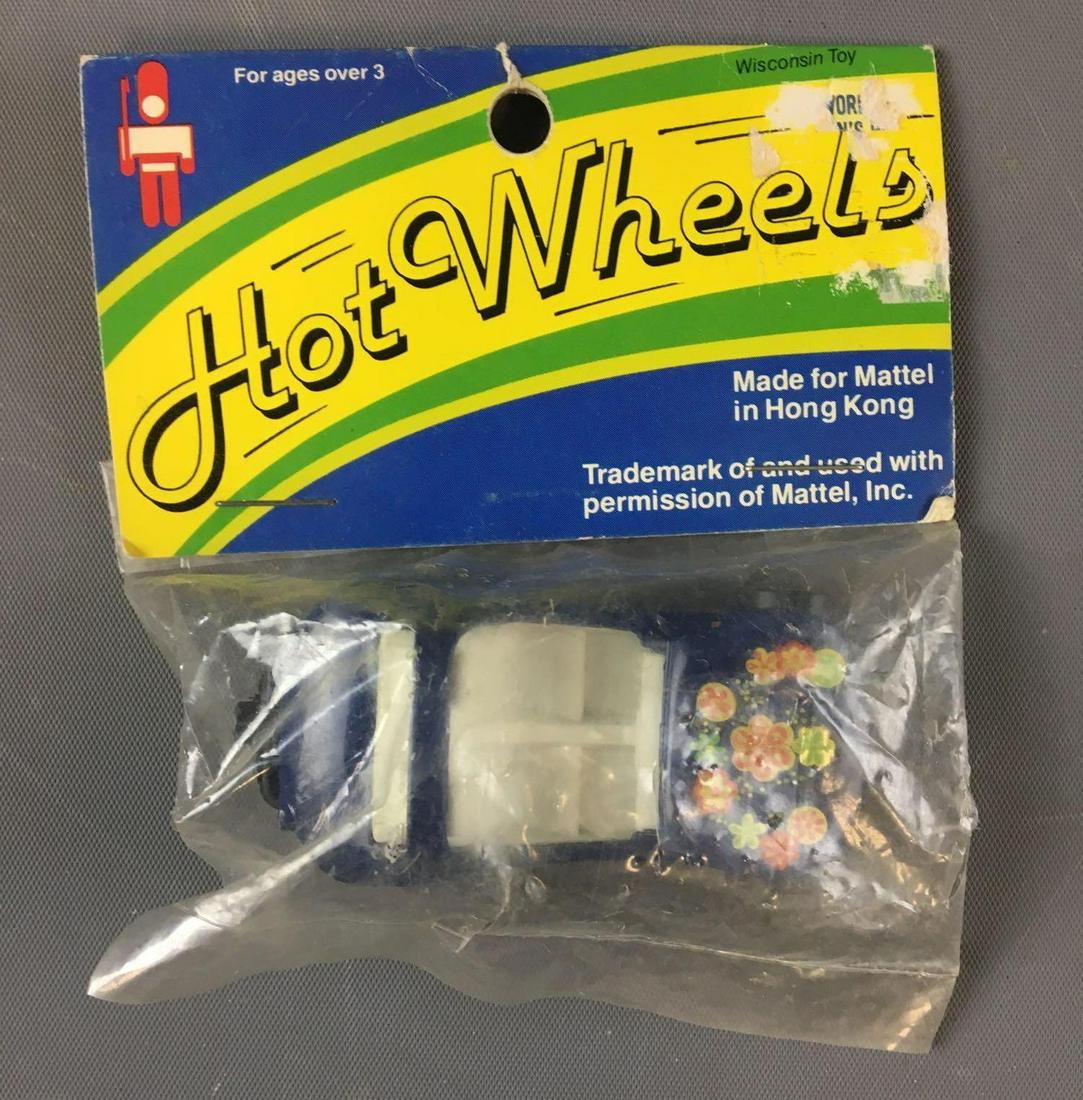 For ages over 3
Wisconsin Toy
Hot Wheels
Made for Mattel
in Hong Kong
Trademark of and used with
permission of Mattel, Inc.